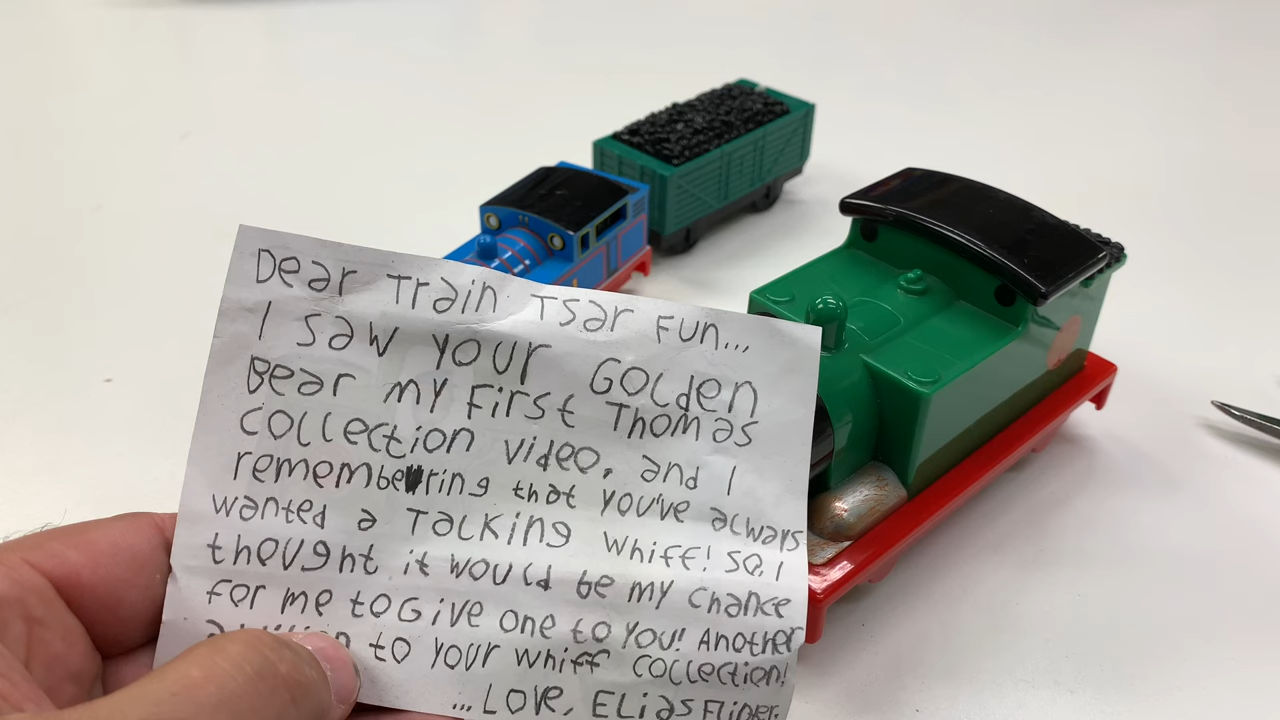 Dear Train Tsar Fun...
I saw your Golden
Bear my First Thomas
collection video, and I
remembering that you've always
wanted a Talking Whiff! So, I
thought it would be my chance
for me to Give one to you! Another
to your Whiff collection!
...Love, Elias